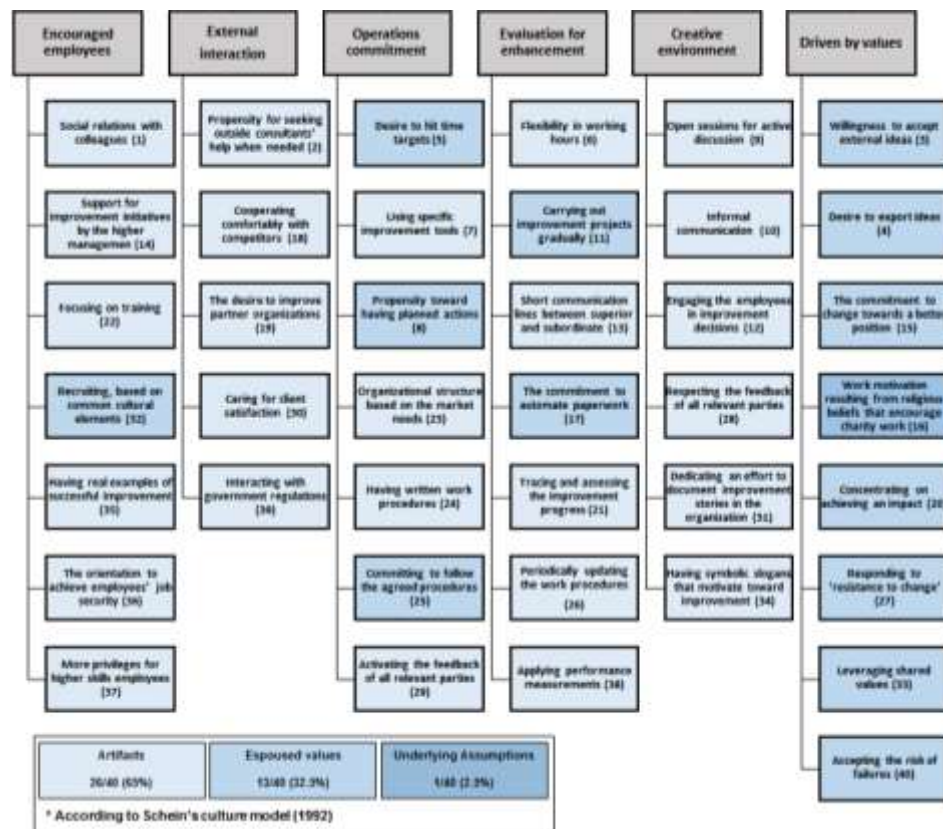 Encouraged
employees
External
interaction
Operations
commitment
Evaluation for
enhancement
Creative
environment
Driven by values
Social relations with
colleagues (1)
Support for
improvement initiatives
by the higher
managemen (14)
Focusing on training
(22)
Recruiting, based on
common cultural
elements (32)
Having real examples of
successful improvement
(35)
The orientation to
achieve employees' job
security (36)
More privileges for
higher skills employees
(37)
Propensity for seeking
outside consultants'
help when needed (2)
Cooperating
comfortably with
competitors (18)
The desire to improve
partner organizations
(19)
Caring for client
satisfaction (30)
Interacting with
government regulations
Desire to hit time
targets (5)
Using specific
improvement tools (7)
Propensity toward
having planned actions
(8)
Organizational structure
based on the market
needs (23)
Having written work
procedures (24)
Committing to follow
the agreed procedures
(25)
Activating the feedback
of all relevant parties
(29)
Flexibility in working
hours (6)
Carrying out
improvement projects
gradually (11)
Short communication
lines between superior
and subordinate (13)
The commitment to
automate paperwork
(17)
Tracing and assessing
the improvement
progress (21)
Periodically updating
the work procedures
(26)
Applying performance
measurements (38)
Open sessions for active
discussion (9)
Informal
communication (10)
Engaging the employees
in improvement
decisions (12)
Respecting the feedback
of all relevant parties
(28)
Dedicating an effort to
document improvement
stories in the
organization (31)
Having symbolic slogans
that motivate toward
improvement (34)
Willingness to accept
external ideas (3)
Desire to export ideas
(4)
The commitment to
change towards a better
position (15)
Work motivation
resulting from religious
beliefs that encourage
charity work (16)
Concentrating on
achieving an impact
Responding to
'resistance to change'
(27)
Leveraging shared
values (33)
Accepting the risk of
failures (40)
Artifacts
26/40 (65%)
Espoused values
13/40 (32.5%)
Underlying Assumptions
1/40 (2.5%)
* According to Schein's culture model (1992)